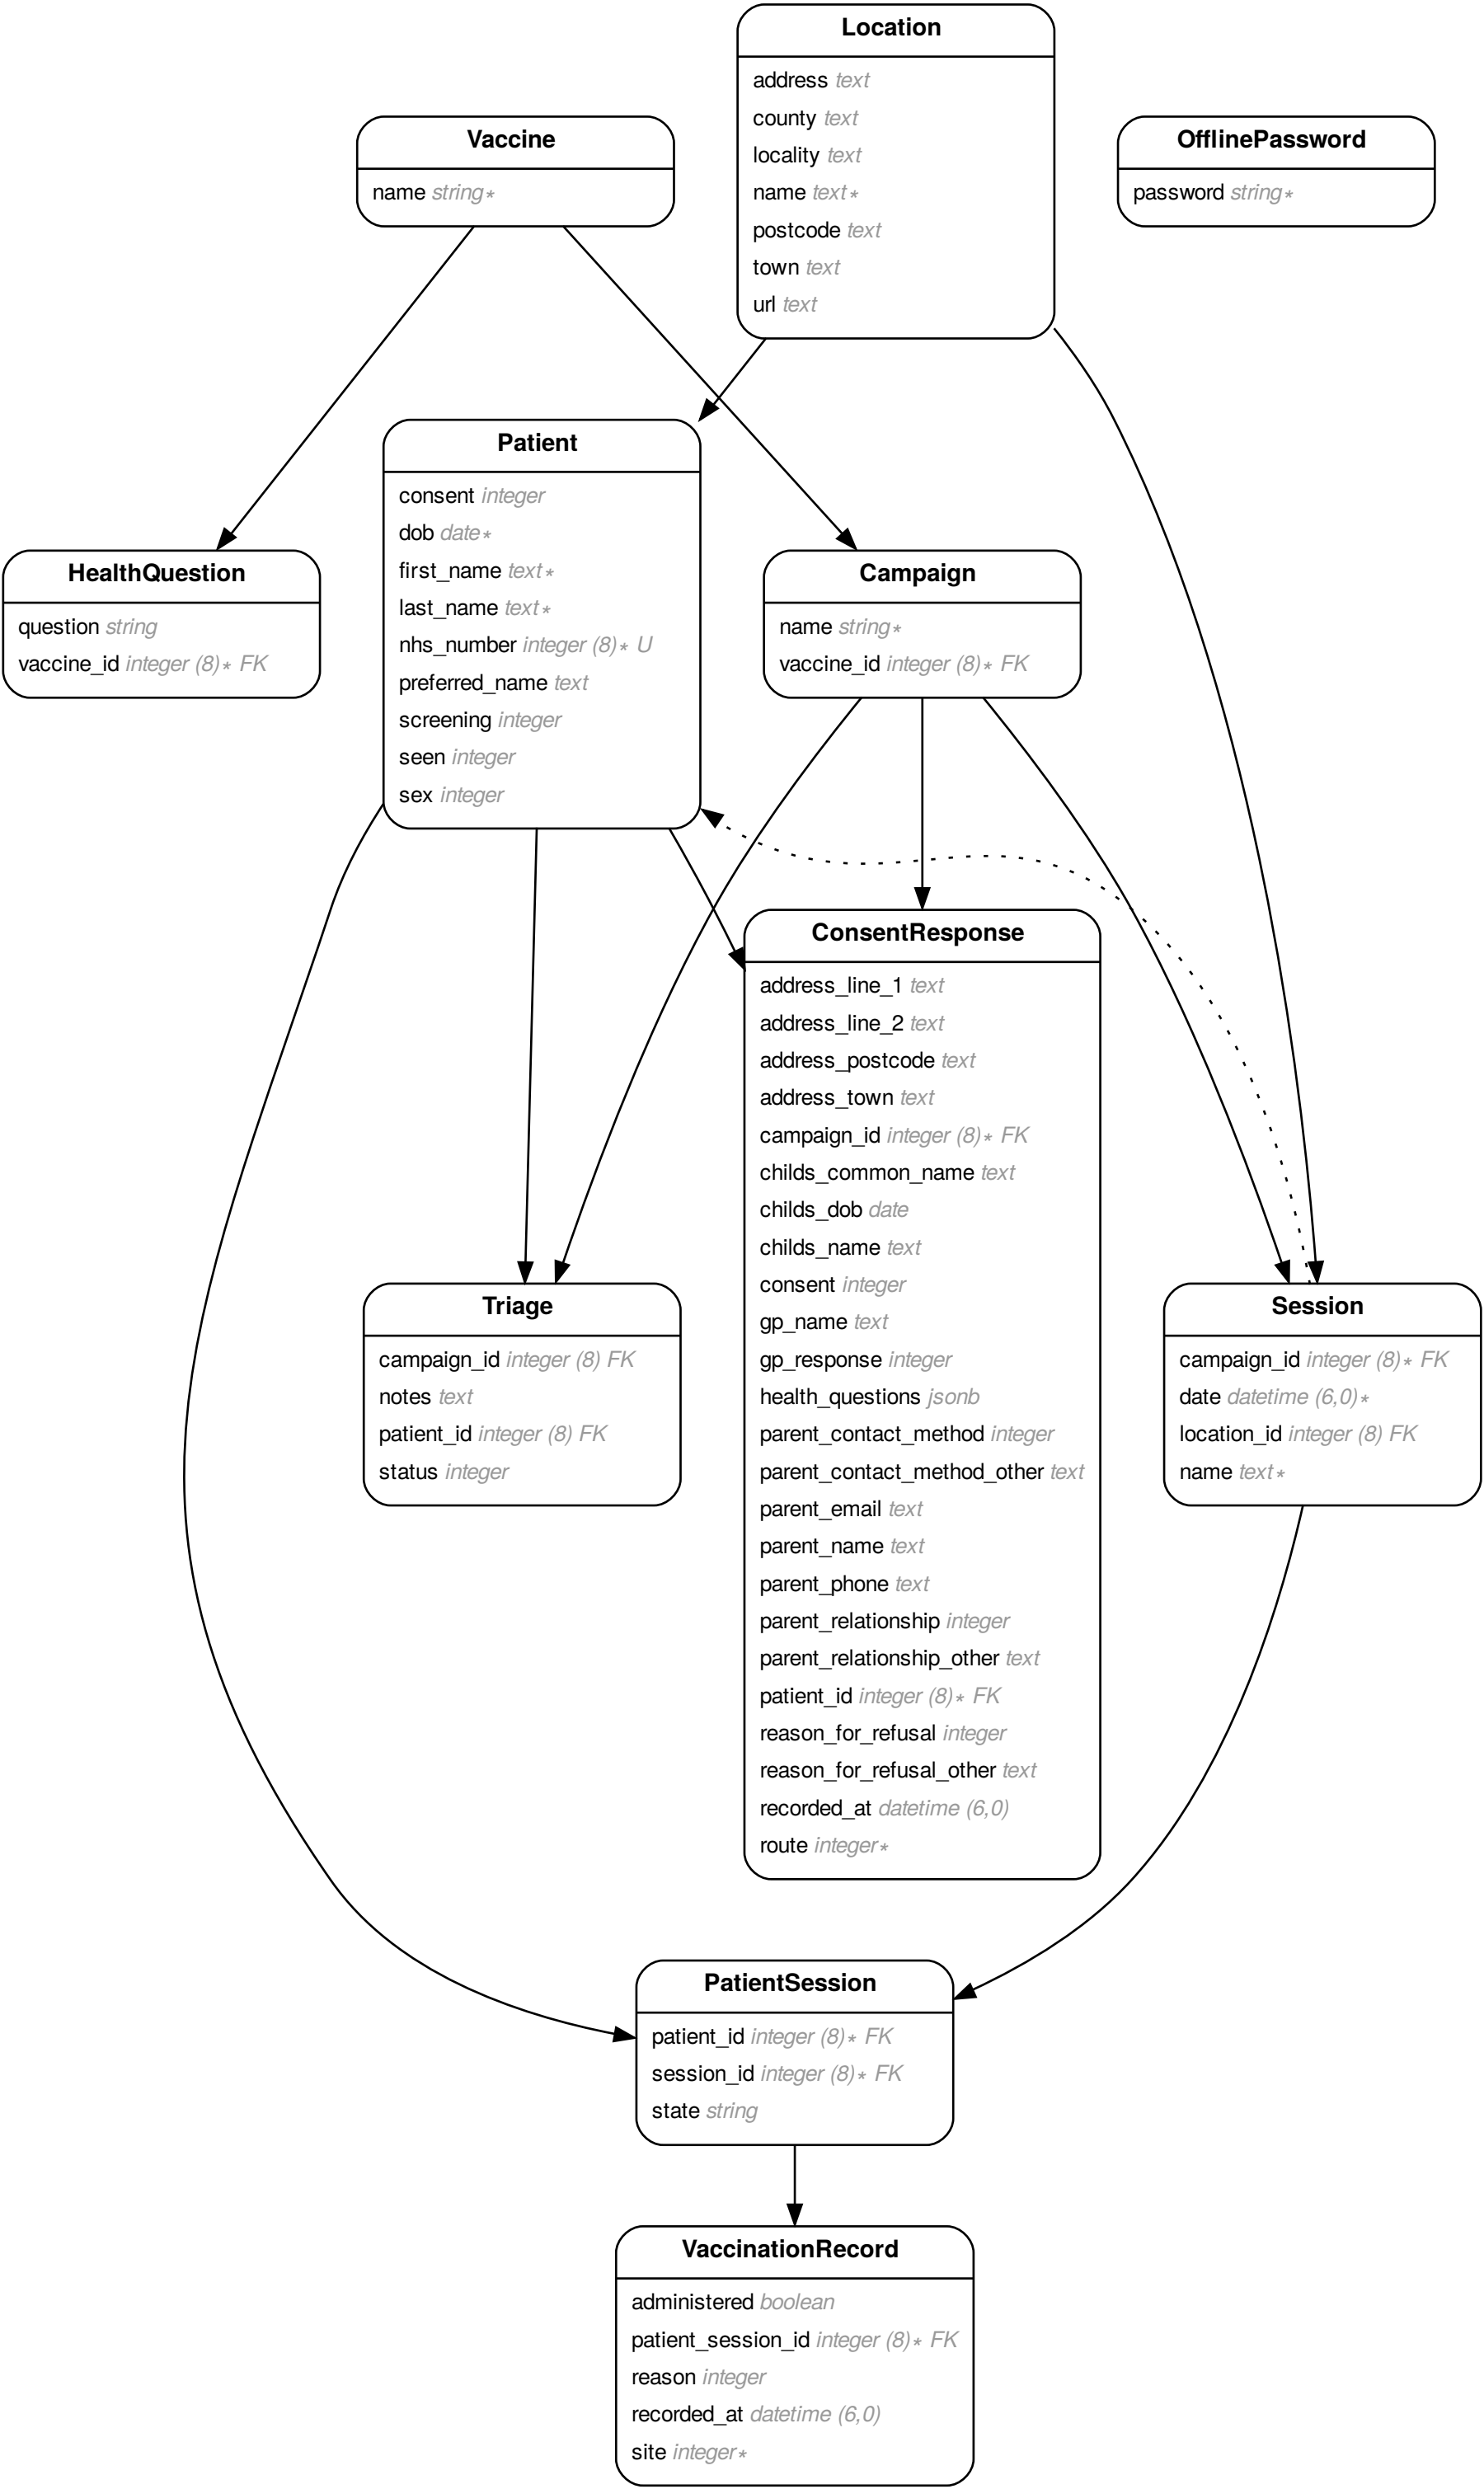 Location
address text
county text
locality text
name text∗
postcode text
town text
url text
Vaccine
name string∗
OfflinePassword
password string∗
Patient
consent integer
dob date∗
first_name text∗
last_name text∗
nhs_number integer (8)∗ U
preferred_name text
screening integer
seen integer
sex integer
HealthQuestion
question string
vaccine_id integer (8)∗ FK
Campaign
name string∗
vaccine_id integer (8)∗ FK
ConsentResponse
address_line_1 text
address_line_2 text
address_postcode text
address_town text
campaign_id integer (8)∗ FK
childs_common_name text
childs_dob date
childs_name text
consent integer
gp_name text
gp_response integer
health_questions jsonb
parent_contact_method integer
parent_contact_method_other text
parent_email text
parent_name text
parent_phone text
parent_relationship integer
parent_relationship_other text
patient_id integer (8)∗ FK
reason_for_refusal integer
reason_for_refusal_other text
recorded_at datetime (6,0)
route integer∗
Triage
campaign_id integer (8) FK
notes text
patient_id integer (8) FK
status integer
Session
campaign_id integer (8)∗ FK
date datetime (6,0)∗
location_id integer (8) FK
name text∗
PatientSession
patient_id integer (8)∗ FK
session_id integer (8)∗ FK
state string
VaccinationRecord
administered boolean
patient_session_id integer (8)∗ FK
reason integer
recorded_at datetime (6,0)
site integer∗